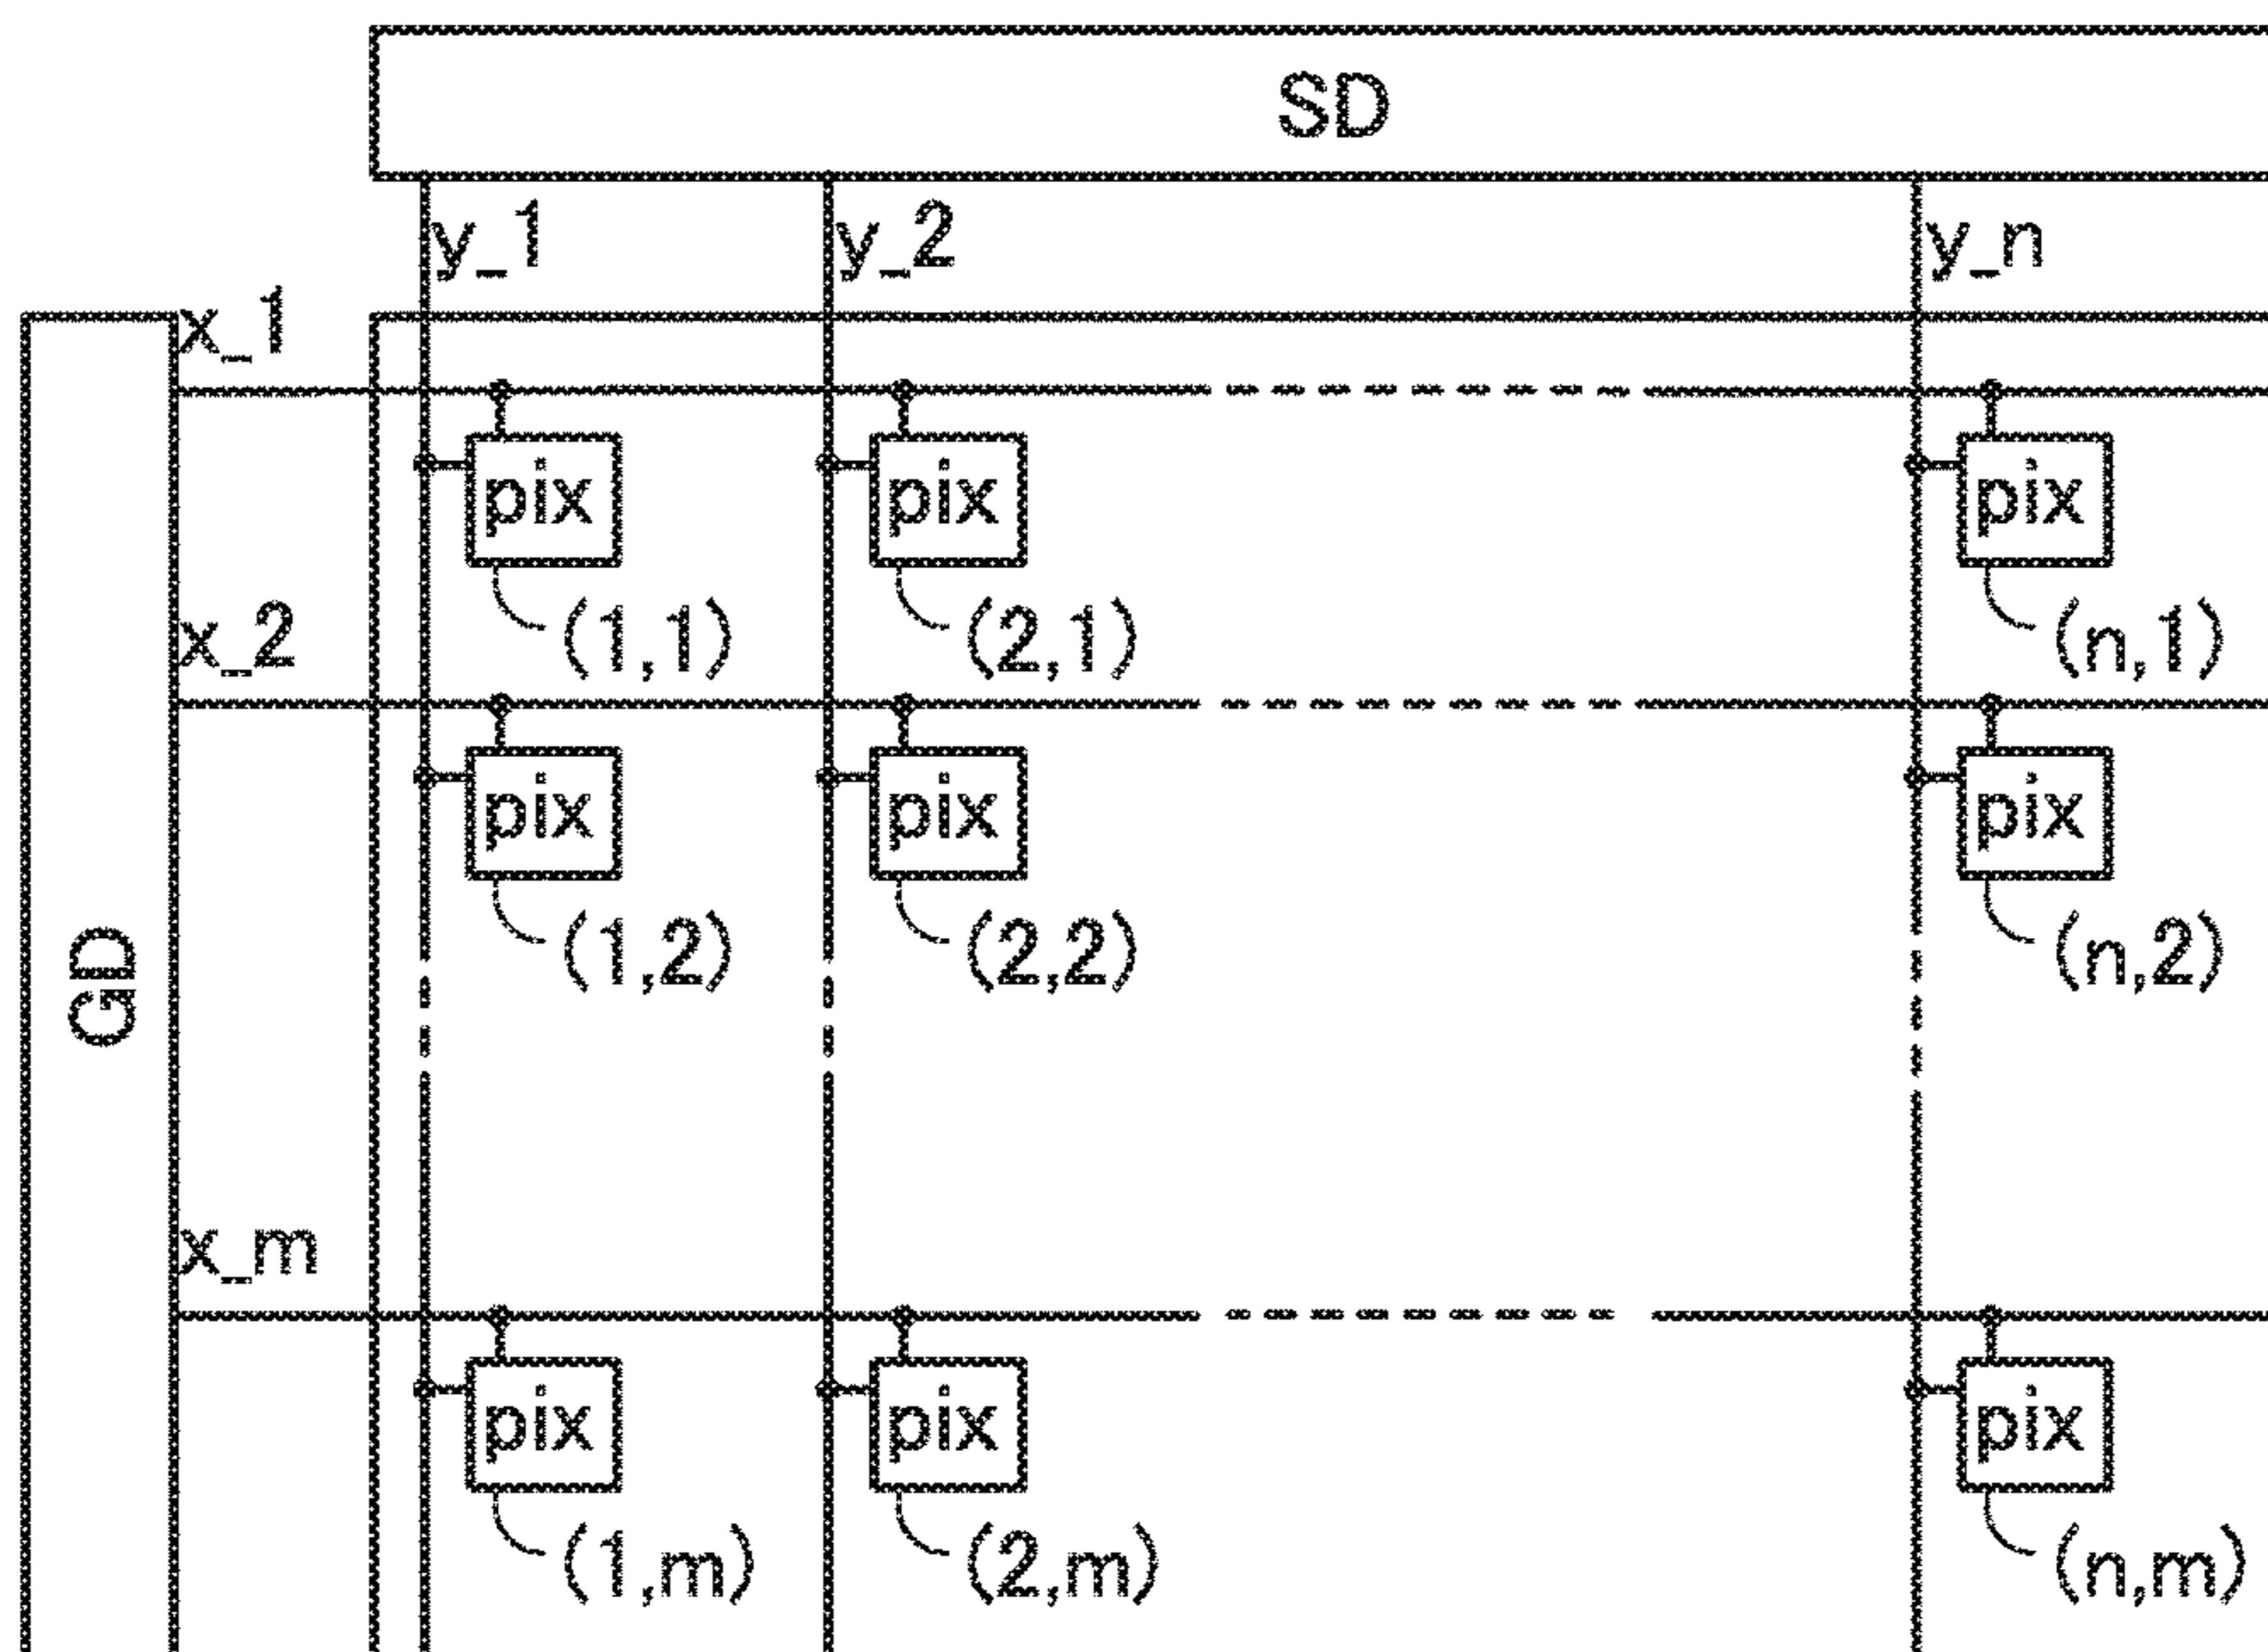 SD
y_1 y_2 y_n
x_1
pix pix pix
(1,1) (2,1) (n,1)
x_2
pix pix pix
(1,2) (2,2) (n,2)
GD
x_m
pix pix pix
(1,m) (2,m) (n,m)